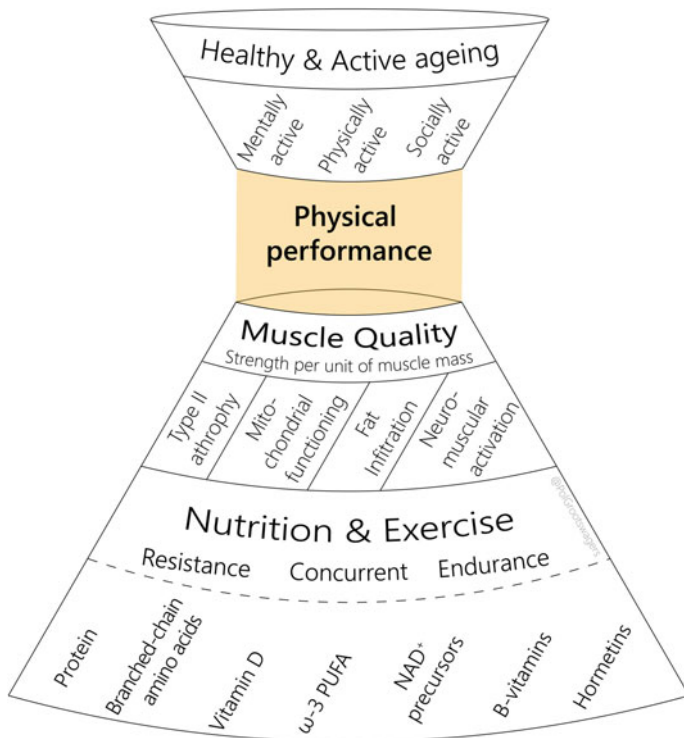 Healthy & Active ageing
Mentally
active
Physically
active
Socially
active
Physical
performance
Muscle Quality
Strength per unit of muscle mass
Type II
athrophy
Mito-
chondrial
functioning
Fat
Infitration
Neuro-
muscular
activation
@PolGrootswagers
Nutrition & Exercise
Resistance Concurrent Endurance
Protein
Branched-chain
amino acids
Vitamin D
ω-3 PUFA
NAD⁺
precursors
B-vitamins
Hormetins